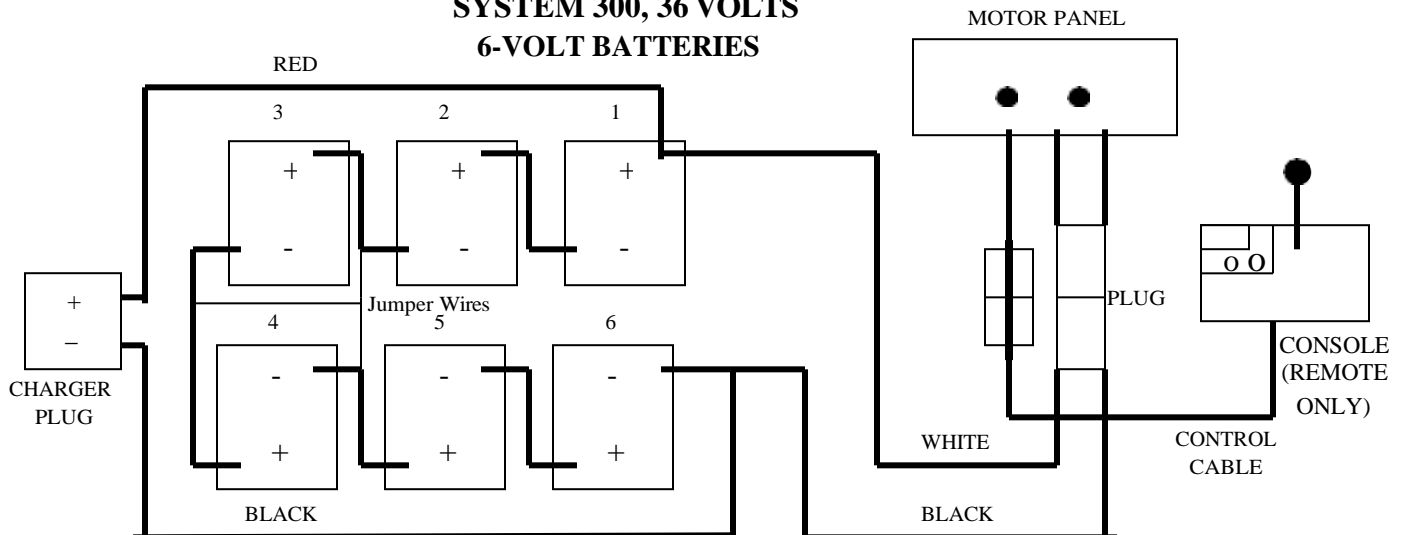 SYSTEM 300, 36 VOLTS
6-VOLT BATTERIES
MOTOR PANEL
RED
3
2
1
+
+
+
-
-
-
+
–
CHARGER
PLUG
Jumper Wires
4
5
6
-
-
-
+
+
+
BLACK
PLUG
o O
CONSOLE
(REMOTE
ONLY)
WHITE
CONTROL
CABLE
BLACK